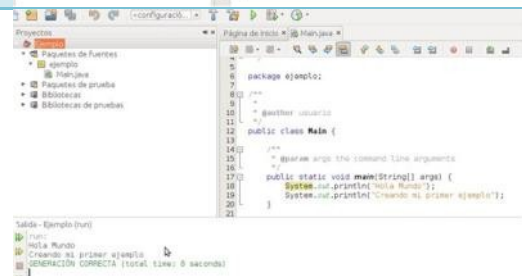 <configuració...
Proyectos
Ejemplo
Paquetes de fuentes
ejemplo
Main.java
Paquetes de prueba
Bibliotecas
Bibliotecas de pruebas
Página de inicio
Main.java
5
6 package ejemplo;
7
8 /**
9 *
10 * @author usuario
11 */
12 public class Main {
13
14 /**
15 * @param args the command line arguments
16 */
17 public static void main(String[] args) {
18 System.out.println("Hola Mundo");
19 System.out.println("Creando mi primer ejemplo");
20 }
21
Salida - Ejemplo (run)
run:
Hola Mundo
Creando mi primer ejemplo
GENERACIÓN CORRECTA (total time: 0 seconds)